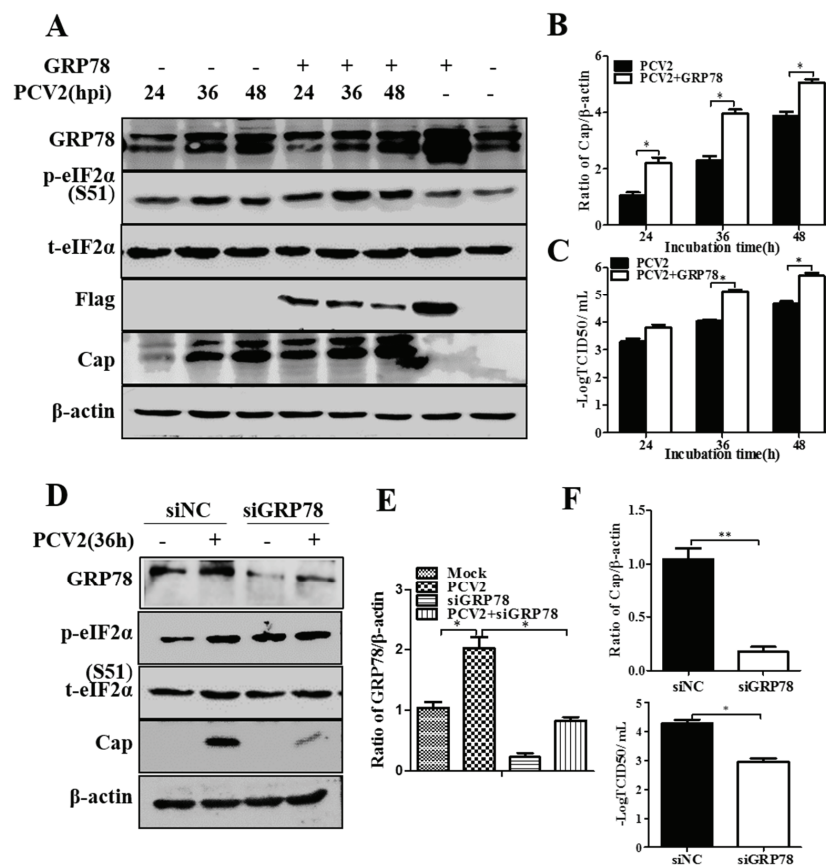 A
GRP78 - - - + + + + -
PCV2(hpi) 24 36 48 24 36 48 - -
GRP78
p-eIF2α
(S51)
t-eIF2α
Flag
Cap
β-actin
B
PCV2
PCV2+GRP78
Ratio of Cap/β-actin
6
4
2
0
* * *
24 36 48
Incubation time(h)
C
PCV2
PCV2+GRP78
-LogTCID50/ mL
6
5
4
3
2
1
0
* *
24 36 48
Incubation time(h)
D
siNC siGRP78
PCV2(36h) - + - +
GRP78
p-eIF2α
(S51)
t-eIF2α
Cap
β-actin
E
Mock
PCV2
siGRP78
PCV2+siGRP78
Ratio of GRP78/β-actin
3
2
1
0
* *
F
Ratio of Cap/β-actin
1.5
1.0
0.5
0.0
**
siNC siGRP78
-LogTCID50/ mL
5
4
3
2
1
0
*
siNC siGRP78